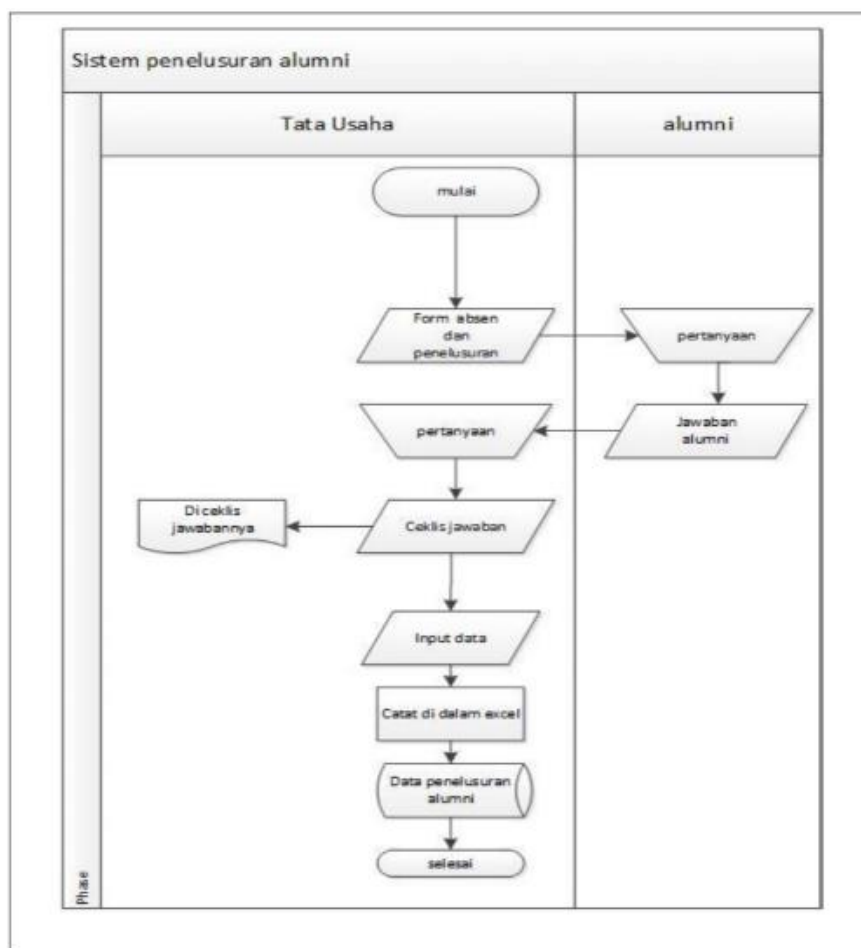 Sistem penelusuran alumni
Tata Usaha
alumni
mulai
Form absen
dan
penelusuran
pertanyaan
Jawaban
alumni
pertanyaan
Ceklis jawaban
Di ceklis
jawabannya
Input data
Catat di dalam excel
Data penelusuran
alumni
selesai
Phase